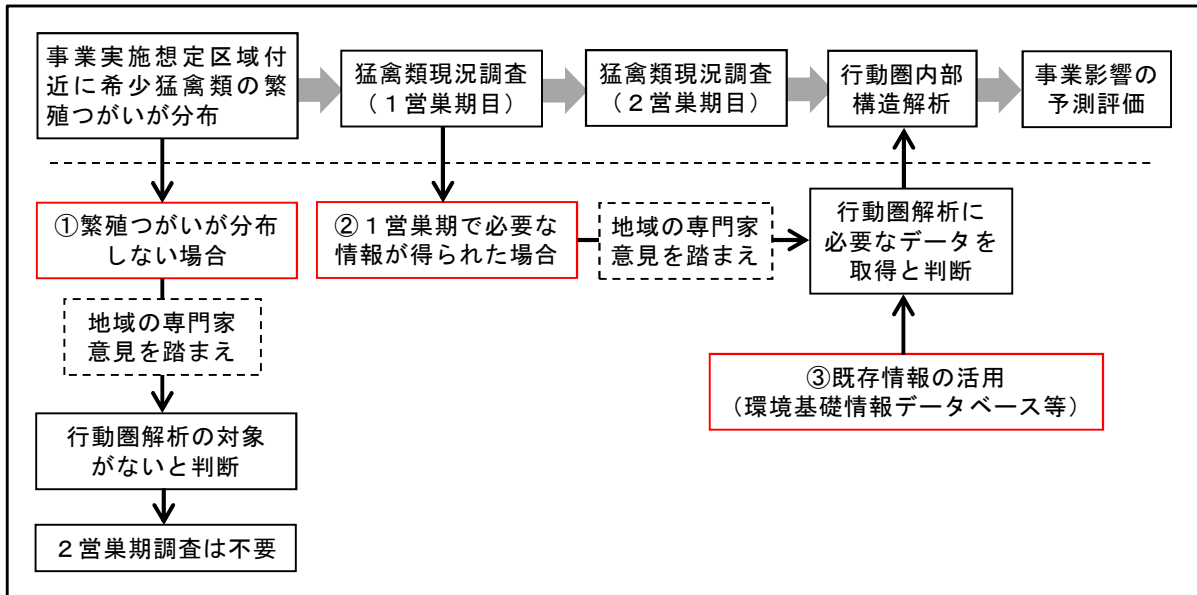 事業実施想定区域付
近に希少猛禽類の繁
殖つがいが分布
猛禽類現況調査
（１営巣期目）
猛禽類現況調査
（２営巣期目）
行動圏内部
構造解析
事業影響の
予測評価
①繁殖つがいが分布
しない場合
②１営巣期で必要な
情報が得られた場合
地域の専門家
意見を踏まえ
行動圏解析に
必要なデータを
取得と判断
地域の専門家
意見を踏まえ
③既存情報の活用
（環境基礎情報データベース等）
行動圏解析の対象
がないと判断
２営巣期調査は不要